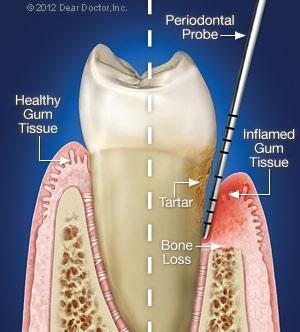 © 2012 Dear Doctor, Inc.
Periodontal
Probe
Healthy
Gum
Tissue
Inflamed
Gum
Tissue
Tartar
Bone
Loss